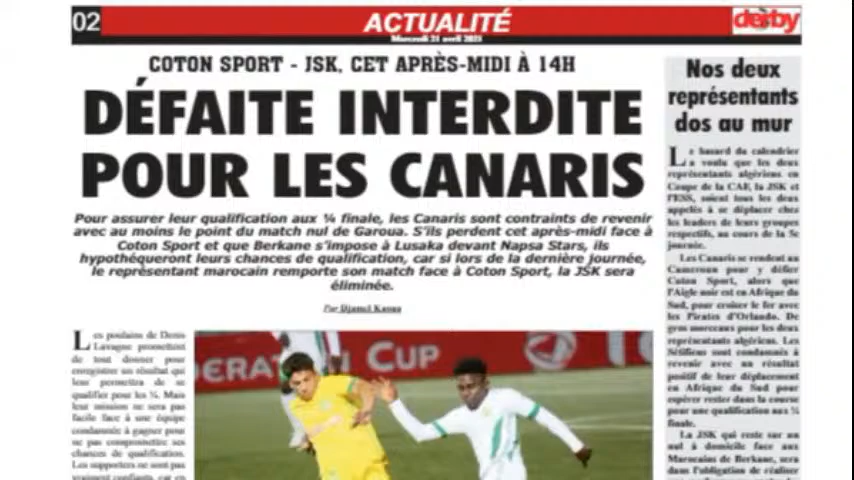 02
ACTUALITÉ
Mercredi 21 avril 2021
derby
COTON SPORT - JSK, CET APRÈS-MIDI À 14H
DÉFAITE INTERDITE
POUR LES CANARIS
Pour assurer leur qualification aux ¼ finale, les Canaris sont contraints de revenir
avec au moins le point du match nul de Garoua. S'ils perdent cet après-midi face à
Coton Sport et que Berkane s'impose à Lusaka devant Napsa Stars, ils
hypothéqueront leurs chances de qualification, car si lors de la dernière journée,
le représentant marocain remporte son match face à Coton Sport, la JSK sera
éliminée.
Par Djamel
Les poulains de Denis
Lavagne promettent
de tout donner pour
enregistrer un résultat qui
leur permettra de se
qualifier pour les ¼. Mais
leur mission ne sera pas
facile face à une équipe
condamnée à gagner pour
ne pas compromettre ses
chances de qualification.
Les supporters ne sont pas
vraiment confiants, car en
DERATION CUP
TO
Nos deux
représentants
dos au mur
Le hasard du calendrier
a voulu que les deux
représentants algériens en
Coupe de la CAF, la JSK et
l'ESS, soient tous les deux
appelés à se déplacer chez
les leaders de leurs groupes
respectifs, au cours de la 5e
journée.
Les Canaris se rendent au
Cameroun pour y défier
Coton Sport, alors que
l'Aigle noir est en Afrique du
Sud, pour croiser le fer avec
les Pirates d'Orlando. De
gros morceaux pour les deux
représentants algériens. Les
Sétifiens sont condamnés à
revenir avec un résultat
positif de leur déplacement
en Afrique du Sud pour
espérer rester dans la course
pour une qualification aux ¼
finale.
La JSK qui reste sur un
nul à domicile face aux
Marocains de Berkane, sera
dans l'obligation de réaliser